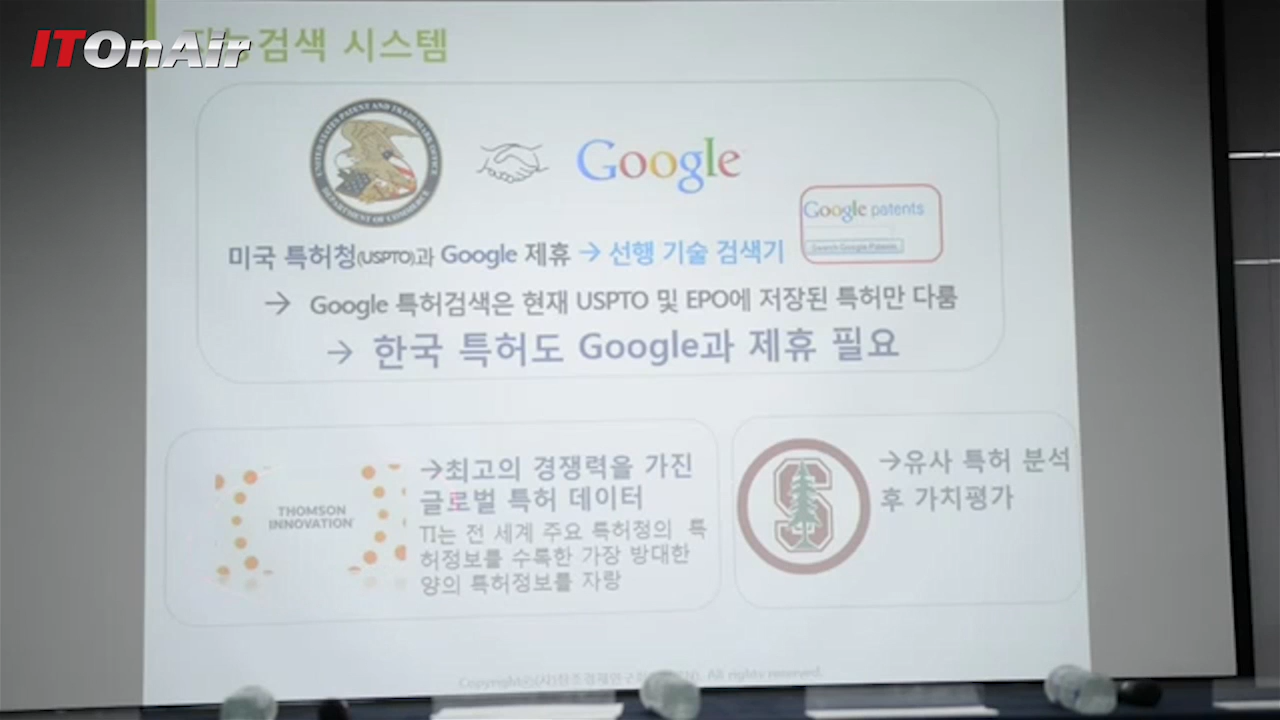 ITOnAir
검색 시스템
UNITED STATES PATENT AND TRADEMARK OFFICE
DEPARTMENT OF COMMERCE
Google
Google patents
Search Google Patents
미국 특허청(USPTO)과 Google 제휴 → 선행 기술 검색기
→ Google 특허검색은 현재 USPTO 및 EPO에 저장된 특허만 다룸
→ 한국 특허도 Google과 제휴 필요
THOMSON
INNOVATION
→최고의 경쟁력을 가진
글로벌 특허 데이터
TI는 전 세계 주요 특허청의 특
허정보를 수록한 가장 방대한
양의 특허정보를 자랑
S
→유사 특허 분석
후 가치평가
All rights reserved.